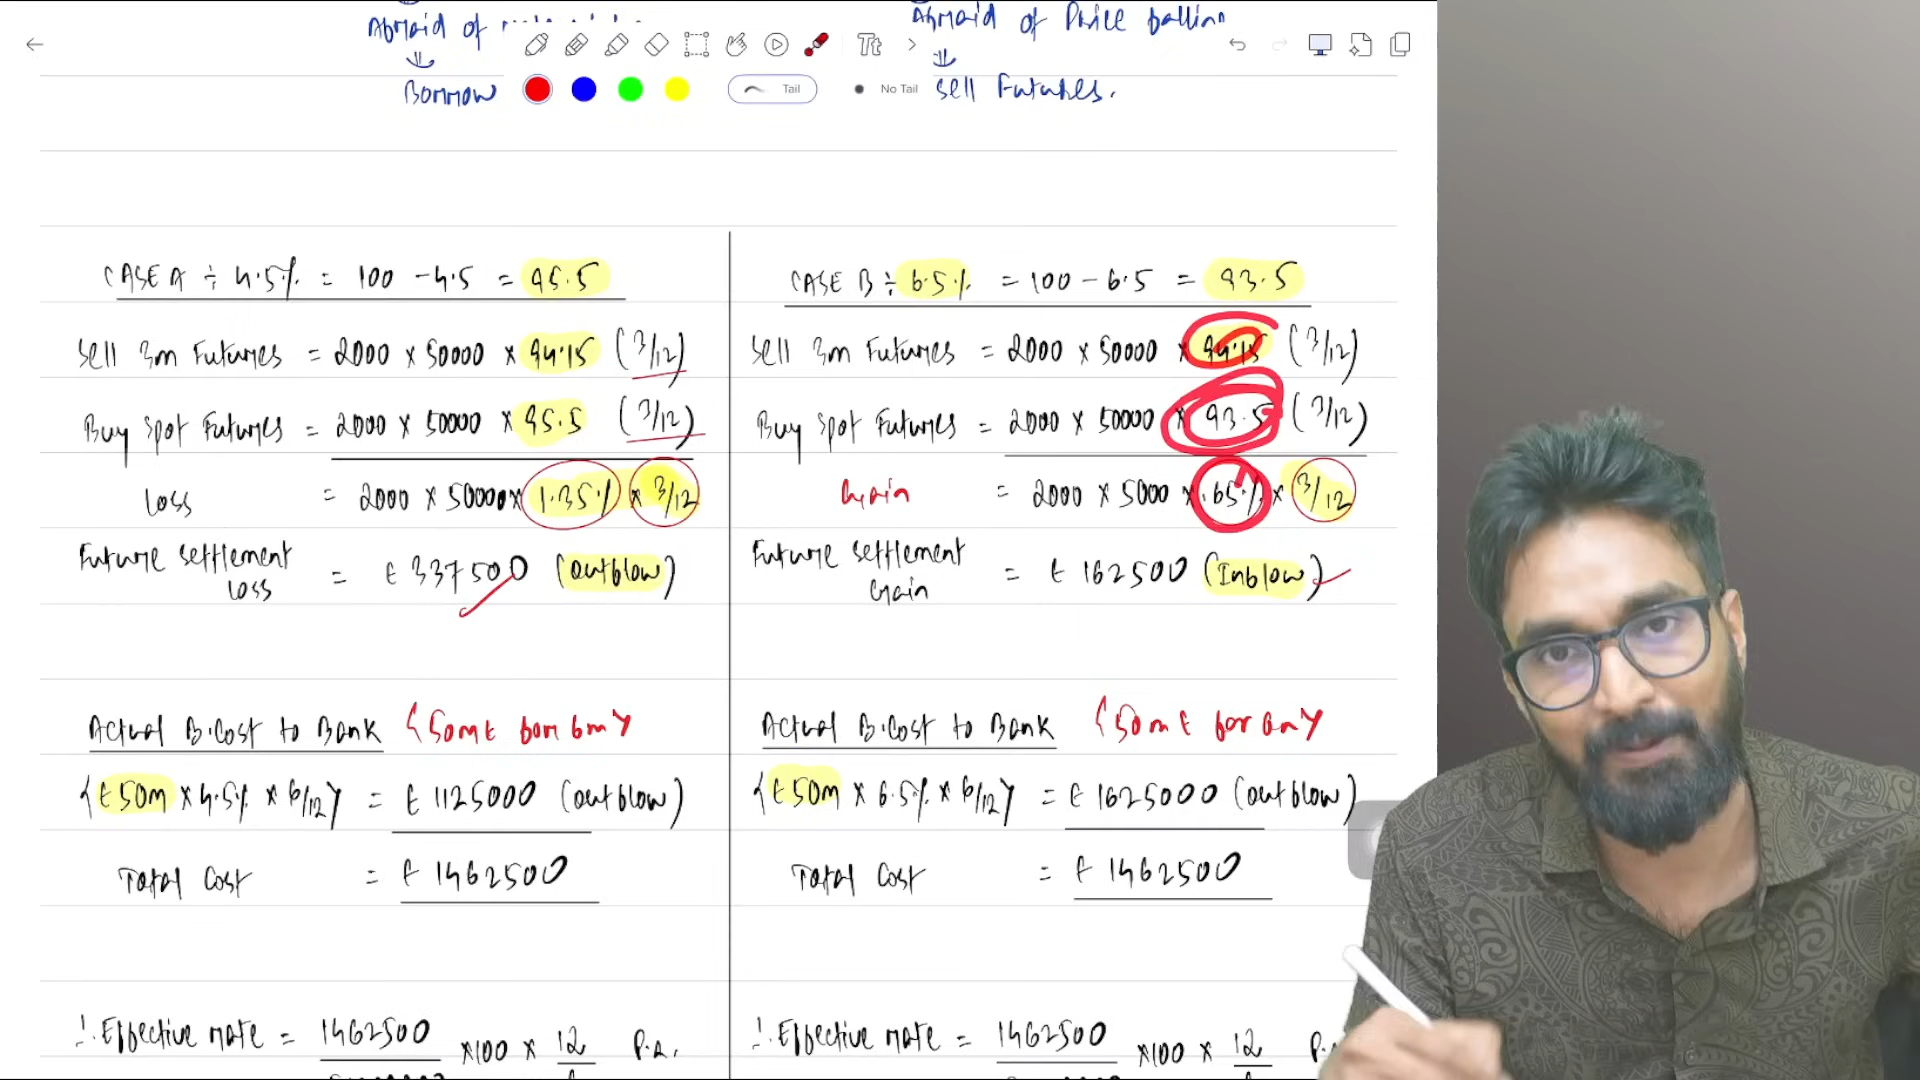 Afraid of
Borrow
Afraid of Price fallin
Sell Futures.
Tt
Tail
No Tail
CASE A ÷ 4.5% = 100 - 4.5 = 95.5
Sell 3m Futures = 2000 × 50000 × 94.15 (3/12)
Buy Spot Futures = 2000 × 50000 × 95.5 (3/12)
Loss = 2000 × 50000 × 1.35% × 3/12
Future Settlement Loss = € 337500 (Outflow)
Actual B.Cost to Bank {50m € for 6m}
{€50m × 4.5% × 6/12} = € 1125000 (outflow)
Total Cost = € 1462500
∴ Effective rate = 1462500 ×100 × 12 P.A.
CASE B ÷ 6.5% = 100 - 6.5 = 93.5
Sell 3m Futures = 2000 × 50000 × 94.15 (3/12)
Buy Spot Futures = 2000 × 50000 × 93.5 (3/12)
Gain = 2000 × 5000 × .65% × 3/12
Future Settlement Gain = € 162500 (Inflow)
Actual B.Cost to Bank {50m € for 6m}
{€50m × 6.5% × 6/12} = € 1625000 (outflow)
Total Cost = € 1462500
∴ Effective rate = 1462500 ×100 × 12